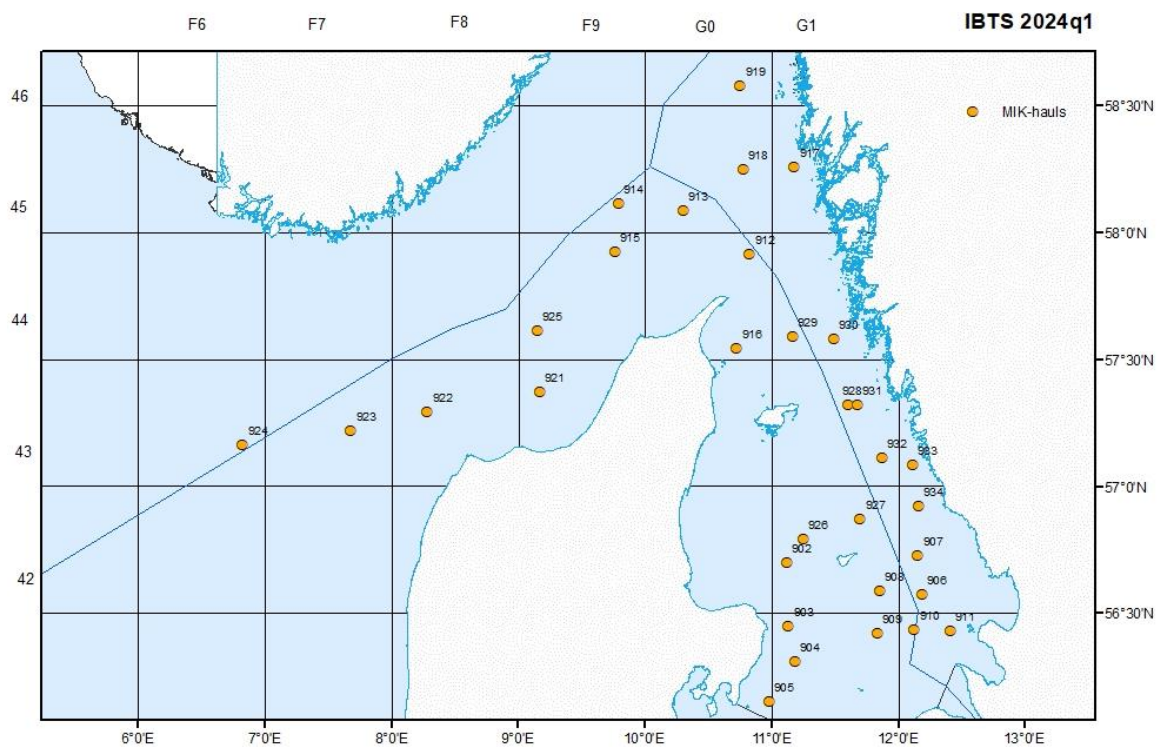 F6 F7 F8 F9 G0 G1 IBTS 2024q1
919
46 58°30'N
MIK-hauls
918 917
914 913
45 58°0'N
915 912
925 929 930
44 916 57°30'N
921 928 931
922
923
924 932 933
43 57°0'N
934
927
926
902 907
42 908 906
56°30'N
903 909 910 911
904
905
6°0'E 7°0'E 8°0'E 9°0'E 10°0'E 11°0'E 12°0'E 13°0'E